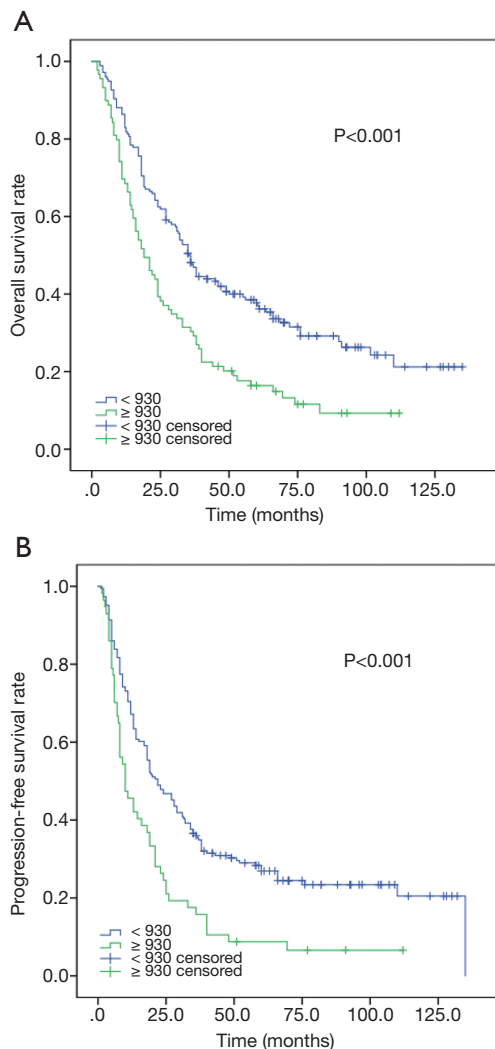 A
1.0
0.8
0.6
0.4
0.2
0.0
Overall survival rate
P<0.001
< 930
≥ 930
< 930 censored
≥ 930 censored
.0 25.0 50.0 75.0 100.0 125.0
Time (months)
B
1.0
0.8
0.6
0.4
0.2
0.0
Progression-free survival rate
P<0.001
< 930
≥ 930
< 930 censored
≥ 930 censored
.0 25.0 50.0 75.0 100.0 125.0
Time (months)